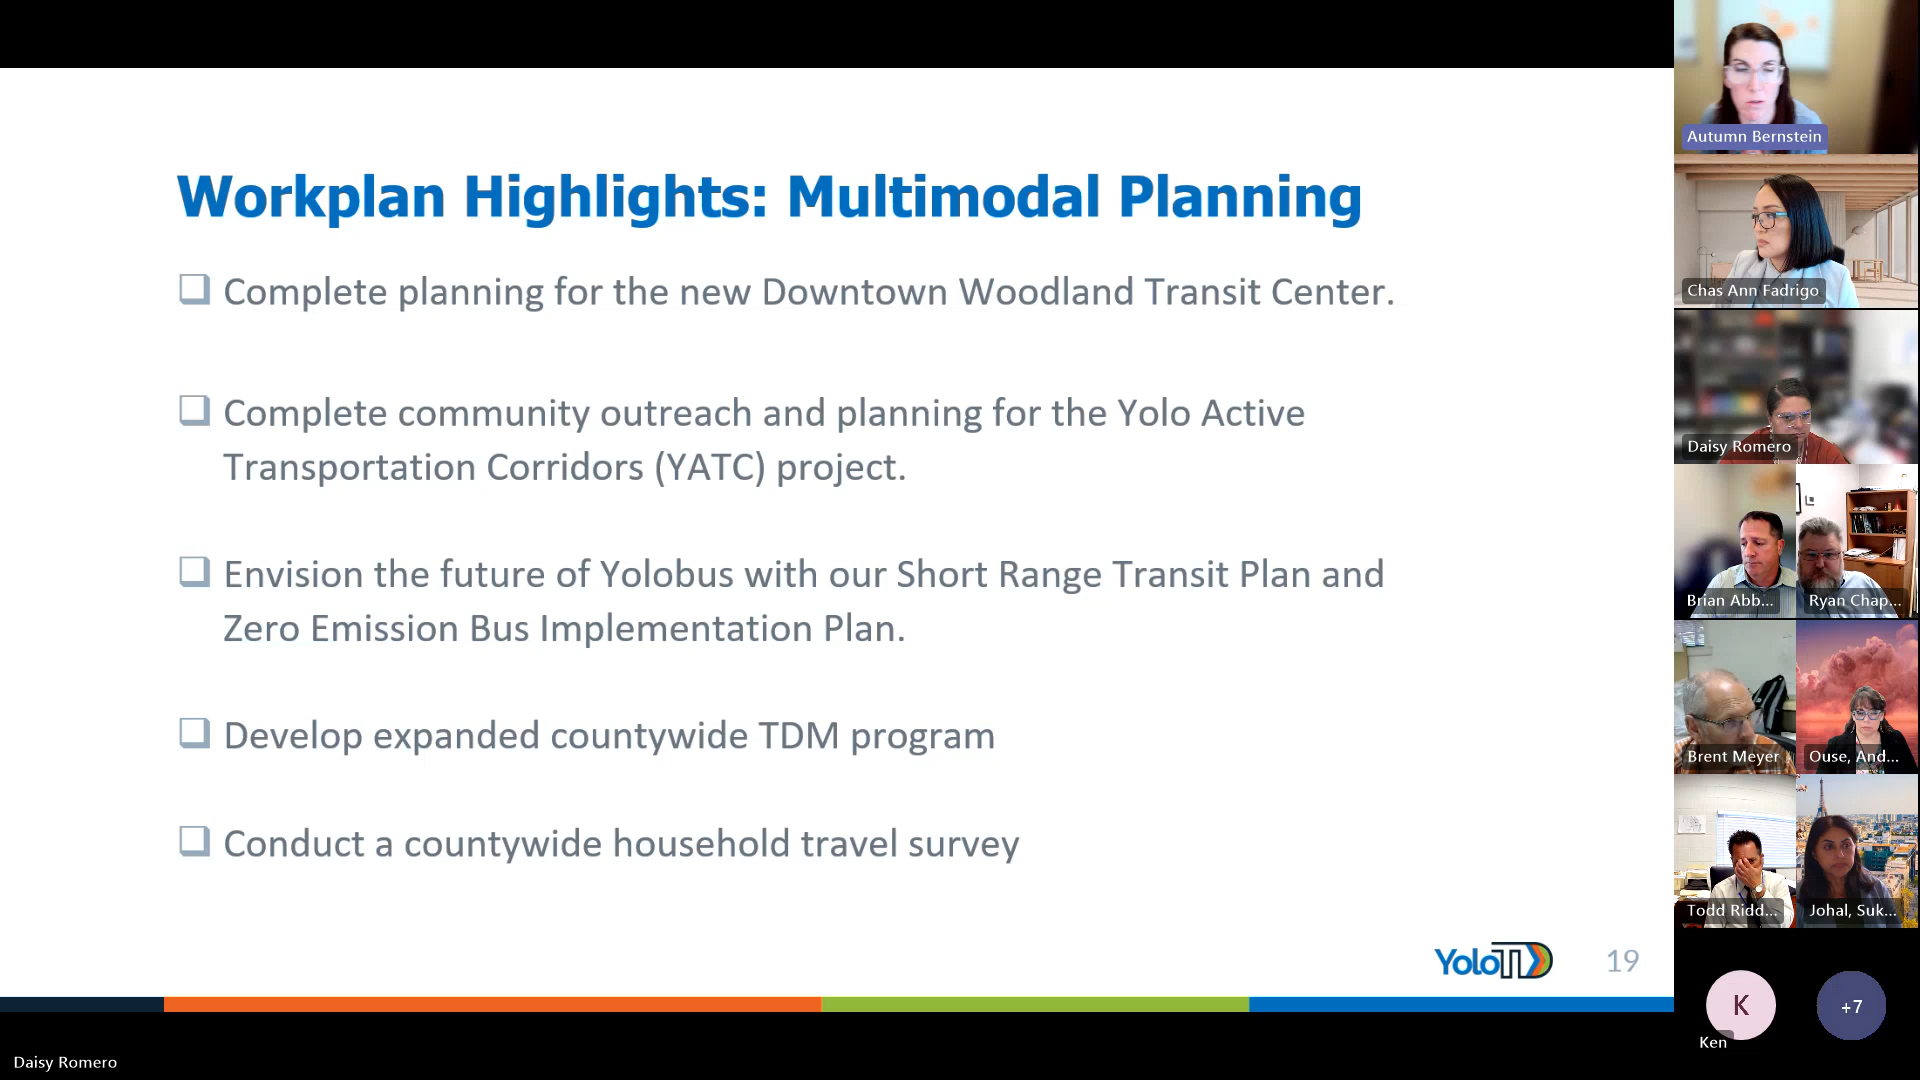 Workplan Highlights: Multimodal Planning
Complete planning for the new Downtown Woodland Transit Center.
Complete community outreach and planning for the Yolo Active
Transportation Corridors (YATC) project.
Envision the future of Yolobus with our Short Range Transit Plan and
Zero Emission Bus Implementation Plan.
Develop expanded countywide TDM program
Conduct a countywide household travel survey
YoloTD
19
Autumn Bernstein
Chas Ann Fadrigo
Daisy Romero
Brian Abb...
Ryan Chap...
Brent Meyer
Ouse, And...
Todd Ridd...
Johal, Suk...
K
Ken
+7
Daisy Romero